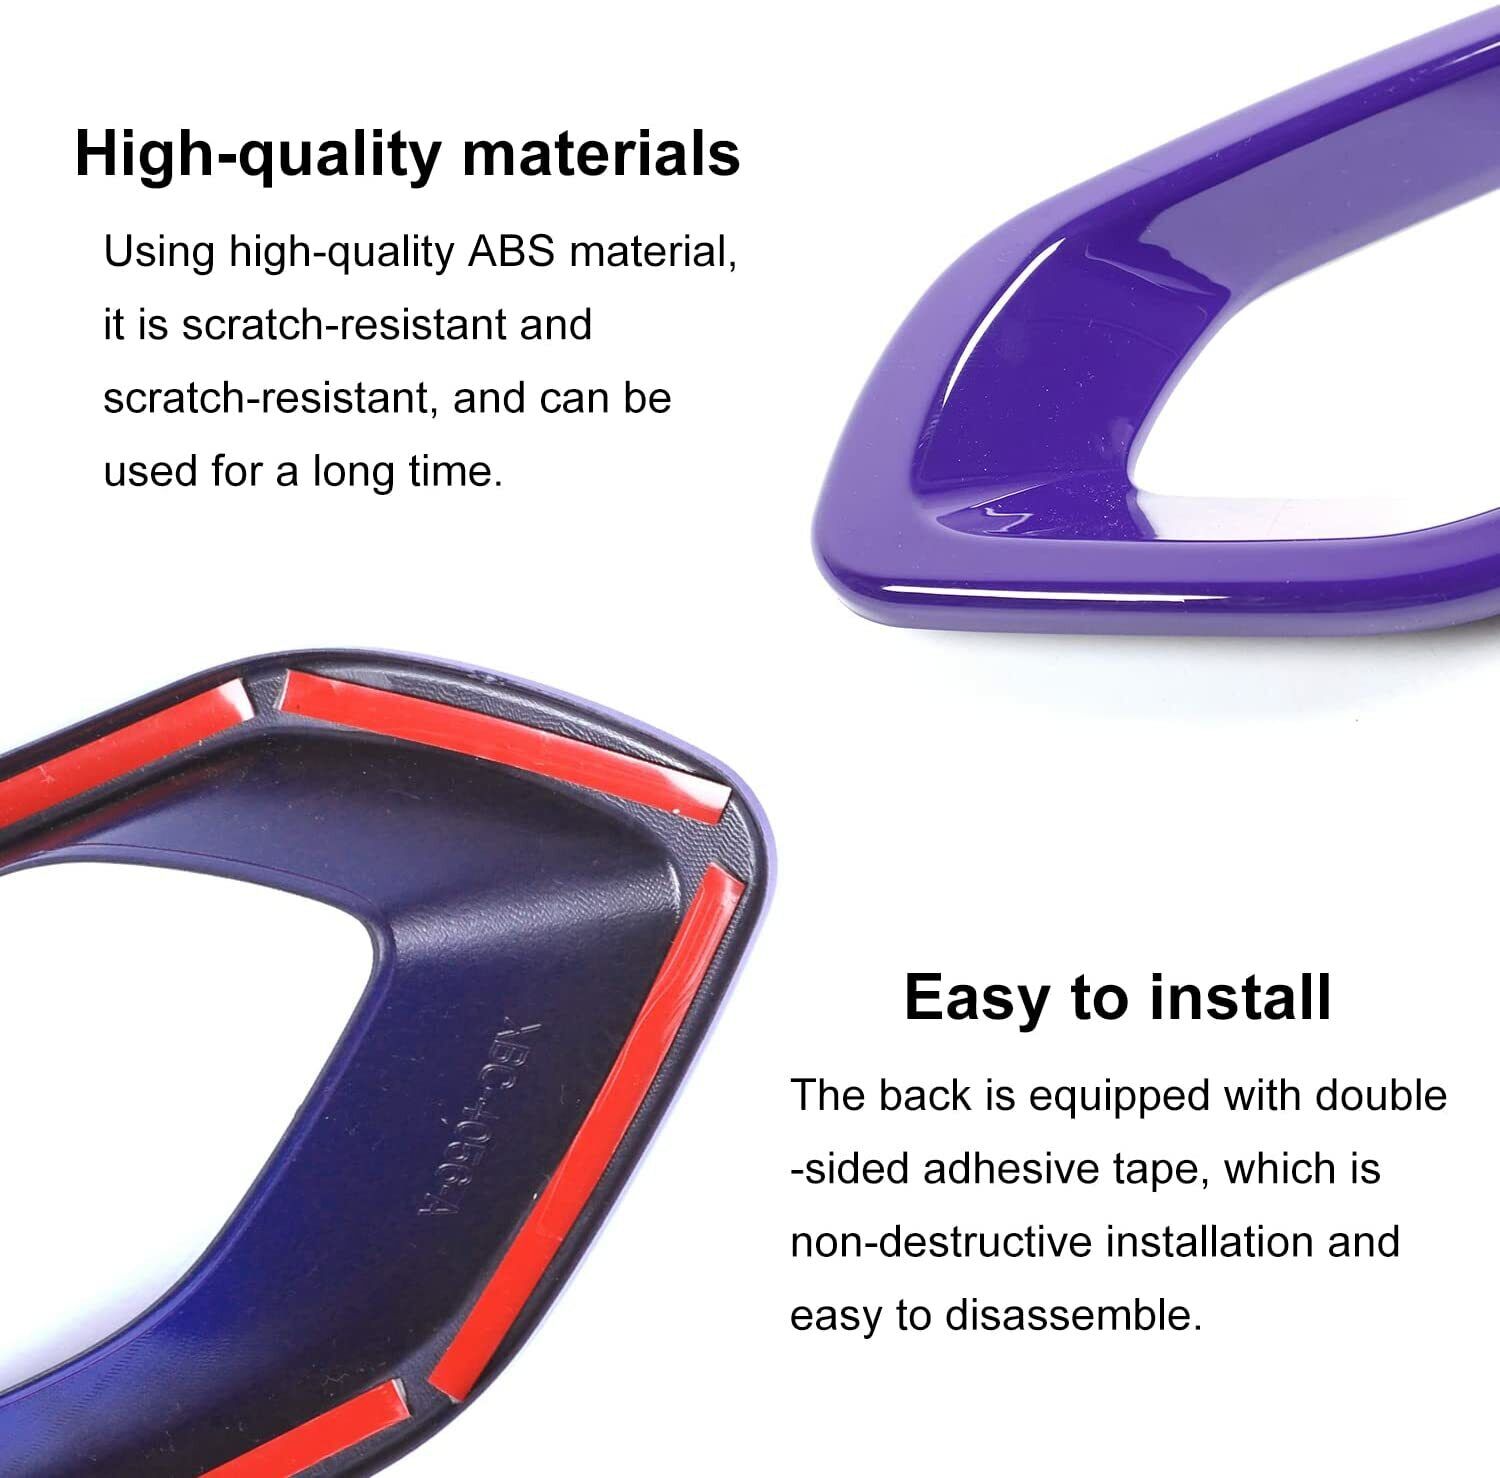 High-quality materials
Using high-quality ABS material,
it is scratch-resistant and
scratch-resistant, and can be
used for a long time.
ABC-4056-A
Easy to install
The back is equipped with double
-sided adhesive tape, which is
non-destructive installation and
easy to disassemble.